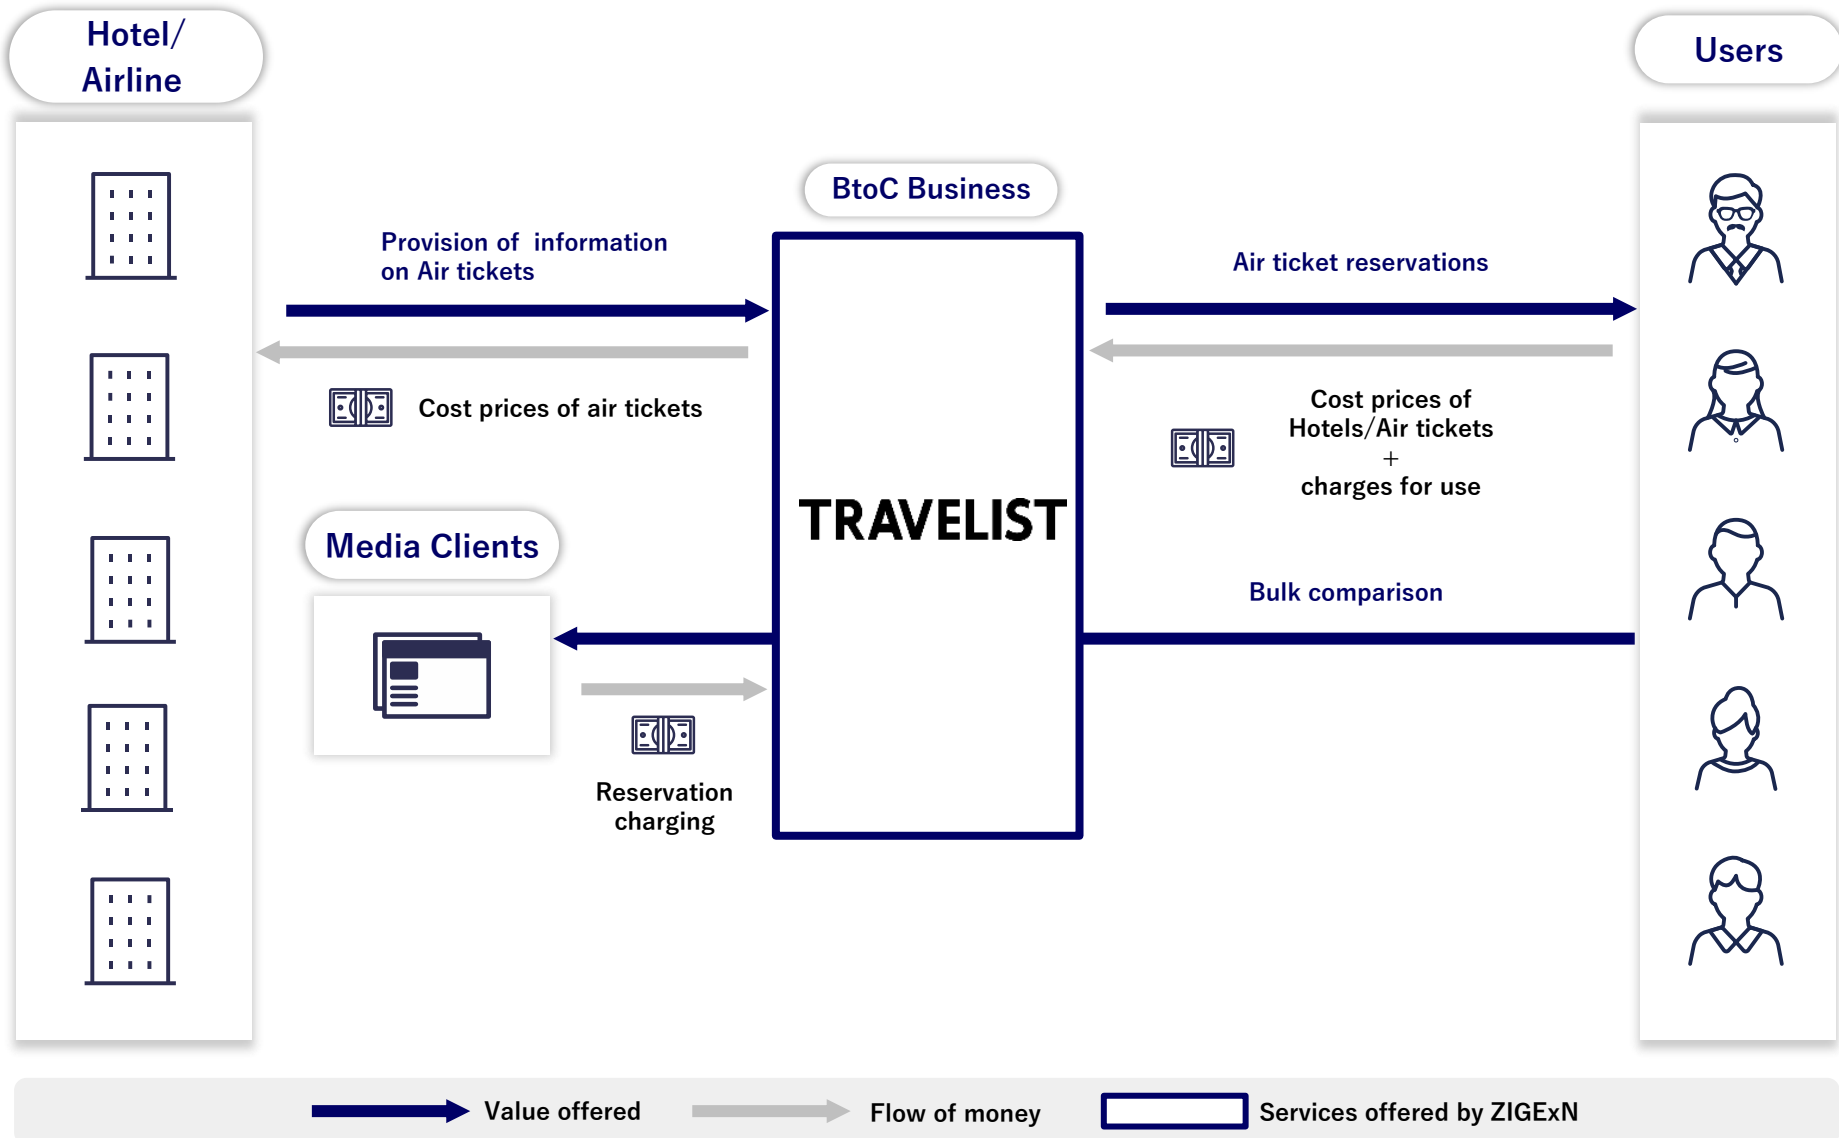 Hotel/
Airline
Users
BtoC Business
Provision of information
on Air tickets
Air ticket reservations
Cost prices of air tickets
Cost prices of
Hotels/Air tickets
+
charges for use
TRAVELIST
Media Clients
Bulk comparison
Reservation
charging
Value offered
Flow of money
Services offered by ZIGExN